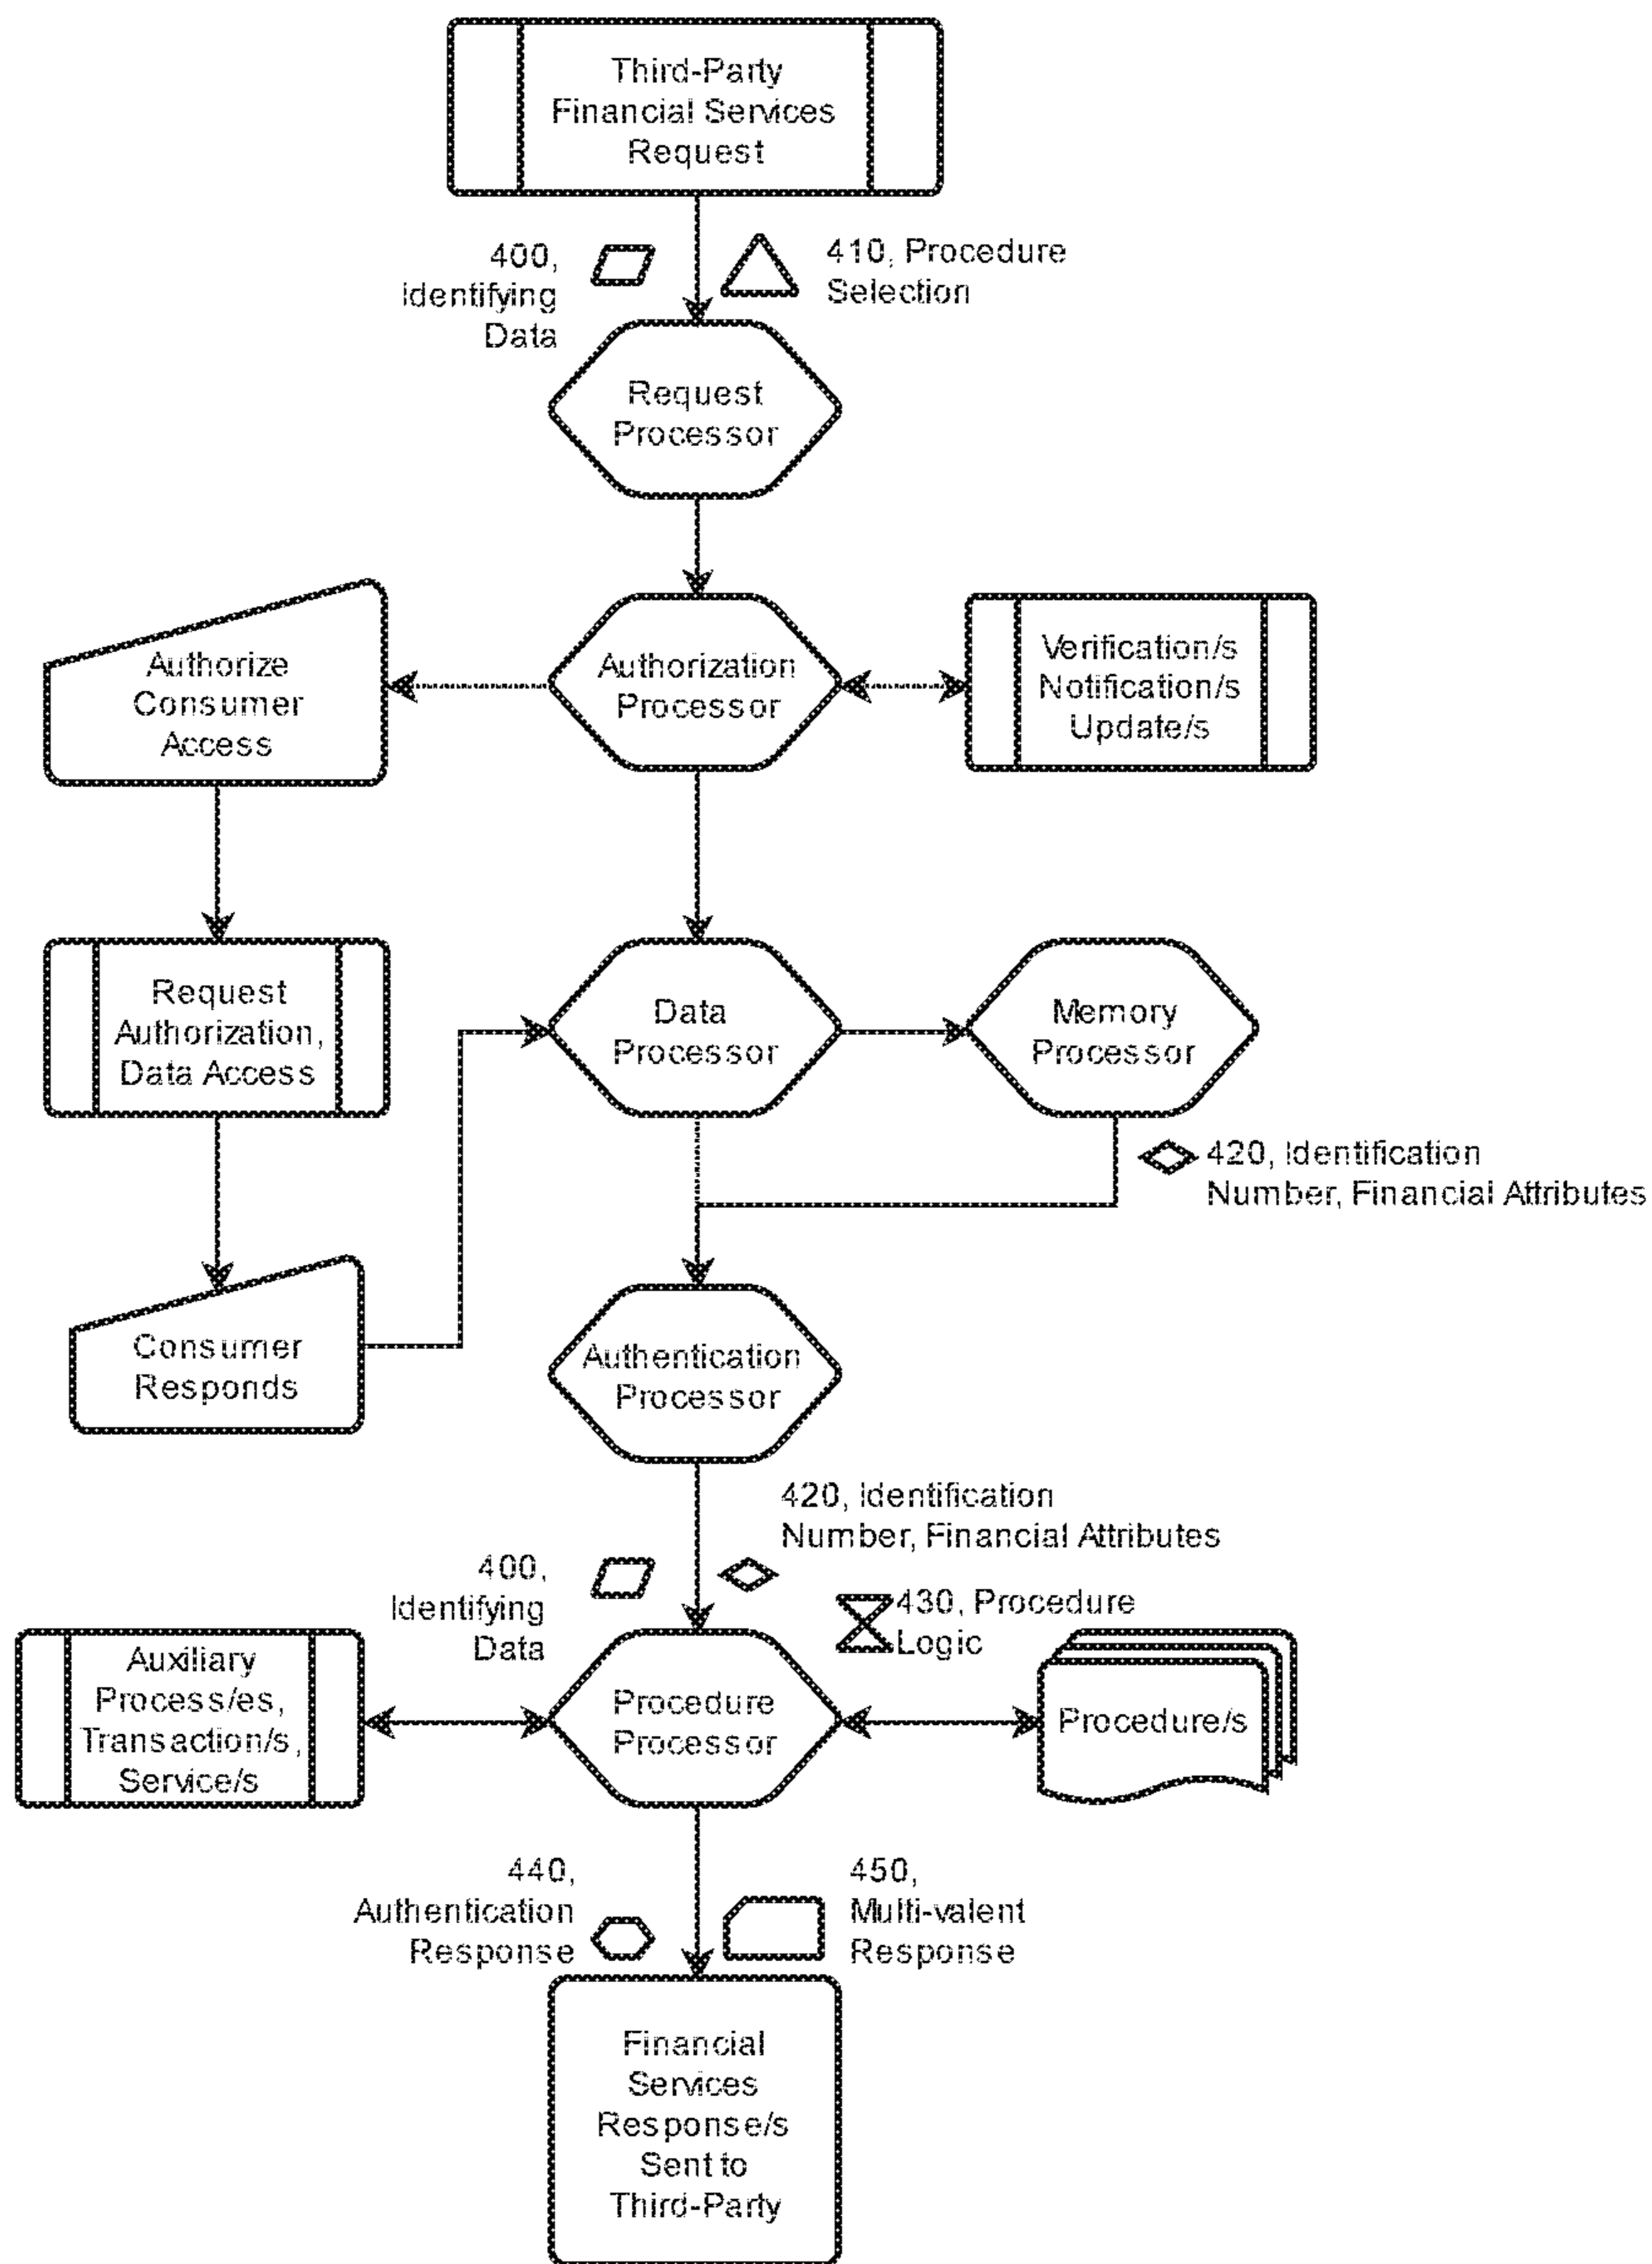 Third-Party
Financial Services
Request
400,
Identifying
Data
410, Procedure
Selection
Request
Processor
Authorize
Consumer
Access
Authorization
Processor
Verification/s
Notification/s
Update/s
Request
Authorization,
Data Access
Data
Processor
Memory
Processor
420, Identification
Number, Financial Attributes
Consumer
Responds
Authentication
Processor
420, Identification
Number, Financial Attributes
400,
Identifying
Data
430, Procedure
Logic
Auxiliary
Process/es,
Transaction/s,
Service/s
Procedure
Processor
Procedure/s
440,
Authentication
Response
450,
Multi-valent
Response
Financial
Services
Response/s
Sent to
Third-Party